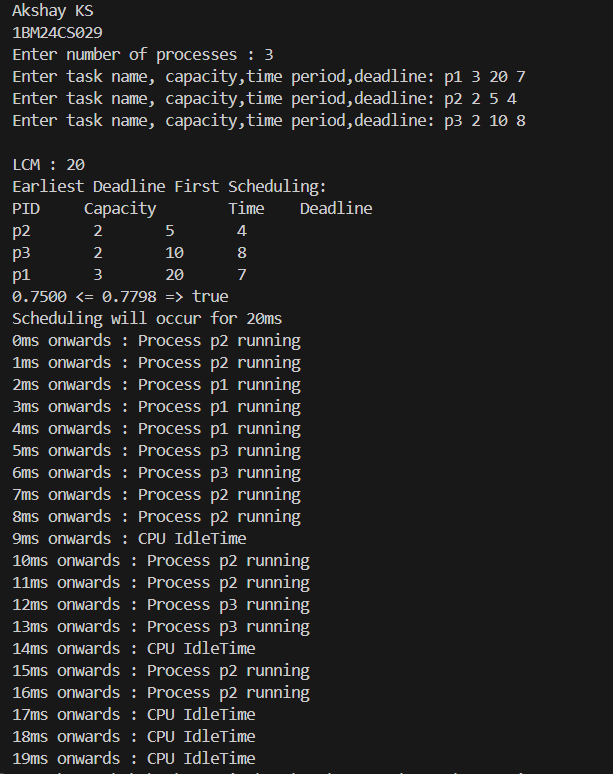 Akshay KS
1BM24CS029
Enter number of processes : 3
Enter task name, capacity,time period,deadline: p1 3 20 7
Enter task name, capacity,time period,deadline: p2 2 5 4
Enter task name, capacity,time period,deadline: p3 2 10 8
LCM : 20
Earliest Deadline First Scheduling:
PID Capacity Time Deadline
p2 2 5 4
p3 2 10 8
p1 3 20 7
0.7500 <= 0.7798 => true
Scheduling will occur for 20ms
0ms onwards : Process p2 running
1ms onwards : Process p2 running
2ms onwards : Process p1 running
3ms onwards : Process p1 running
4ms onwards : Process p1 running
5ms onwards : Process p3 running
6ms onwards : Process p3 running
7ms onwards : Process p2 running
8ms onwards : Process p2 running
9ms onwards : CPU IdleTime
10ms onwards : Process p2 running
11ms onwards : Process p2 running
12ms onwards : Process p3 running
13ms onwards : Process p3 running
14ms onwards : CPU IdleTime
15ms onwards : Process p2 running
16ms onwards : Process p2 running
17ms onwards : CPU IdleTime
18ms onwards : CPU IdleTime
19ms onwards : CPU IdleTime